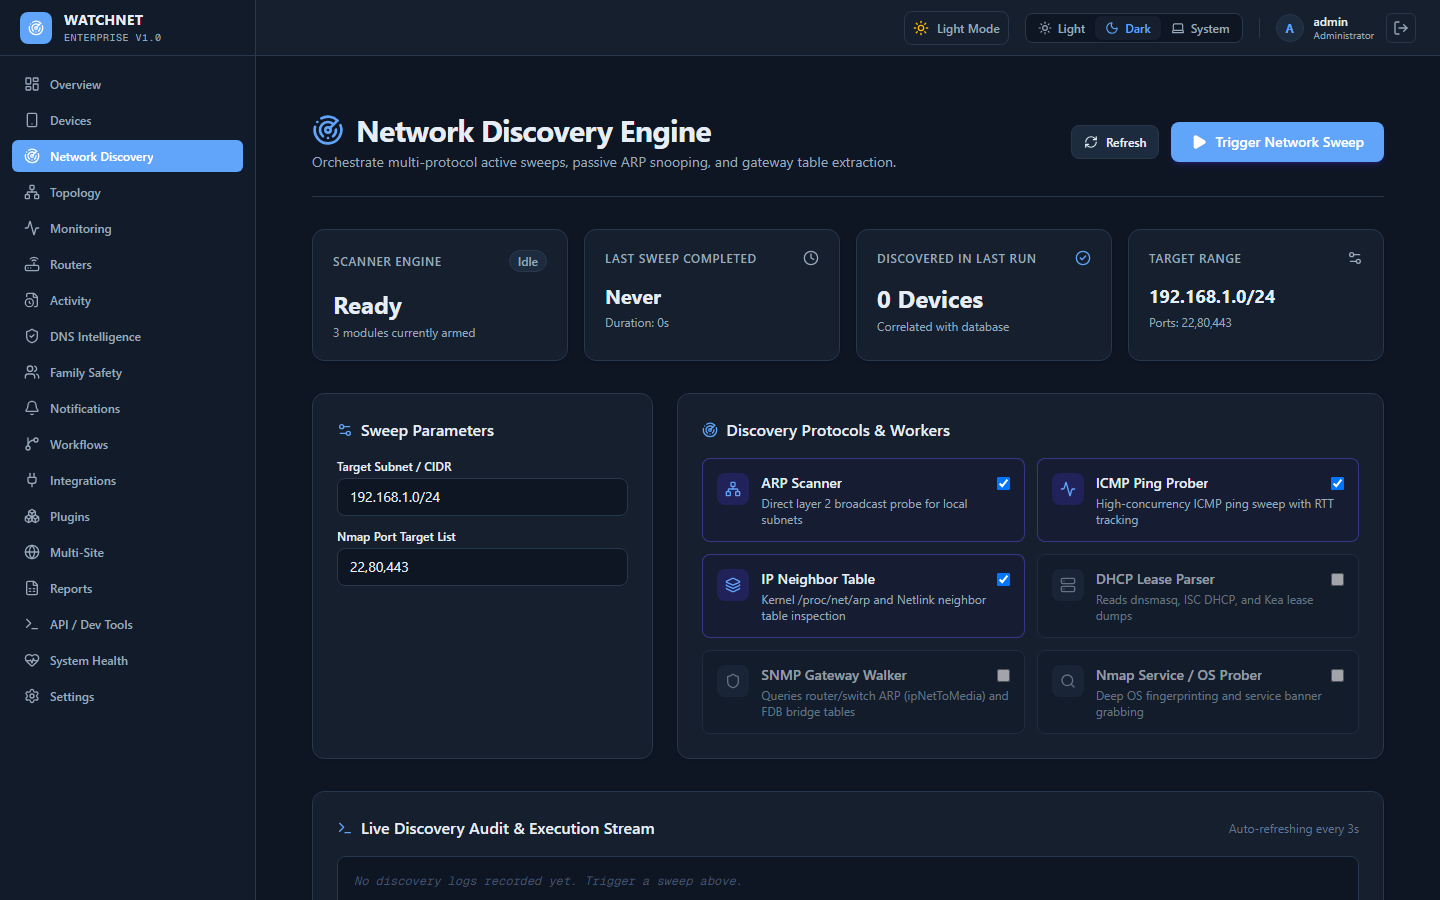 WATCHNET
ENTERPRISE V1.0
Light Mode
Light
Dark
System
A
admin
Administrator
Overview
Devices
Network Discovery
Topology
Monitoring
Routers
Activity
DNS Intelligence
Family Safety
Notifications
Workflows
Integrations
Plugins
Multi-Site
Reports
API / Dev Tools
System Health
Settings
Network Discovery Engine
Orchestrate multi-protocol active sweeps, passive ARP snooping, and gateway table extraction.
Refresh
Trigger Network Sweep
SCANNER ENGINE
Idle
Ready
3 modules currently armed
LAST SWEEP COMPLETED
Never
Duration: 0s
DISCOVERED IN LAST RUN
0 Devices
Correlated with database
TARGET RANGE
192.168.1.0/24
Ports: 22,80,443
Sweep Parameters
Target Subnet / CIDR
192.168.1.0/24
Nmap Port Target List
22,80,443
Discovery Protocols & Workers
ARP Scanner
Direct layer 2 broadcast probe for local
subnets
ICMP Ping Prober
High-concurrency ICMP ping sweep with RTT
tracking
IP Neighbor Table
Kernel /proc/net/arp and Netlink neighbor
table inspection
DHCP Lease Parser
Reads dnsmasq, ISC DHCP, and Kea lease
dumps
SNMP Gateway Walker
Queries router/switch ARP (ipNetToMedia) and
FDB bridge tables
Nmap Service / OS Prober
Deep OS fingerprinting and service banner
grabbing
Live Discovery Audit & Execution Stream
Auto-refreshing every 3s
No discovery logs recorded yet. Trigger a sweep above.